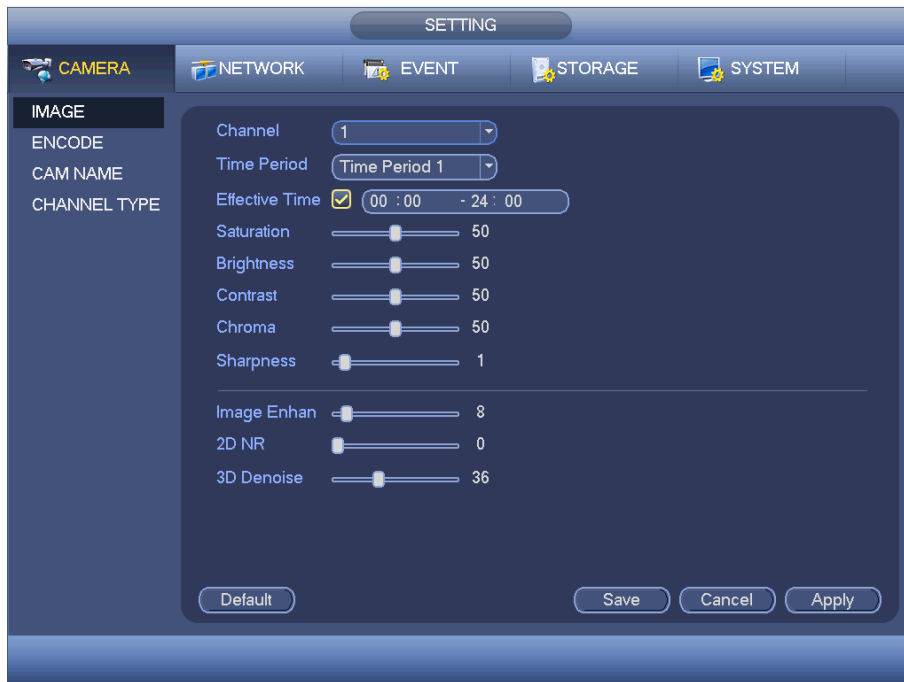 SETTING
CAMERA NETWORK EVENT STORAGE SYSTEM
IMAGE
ENCODE
CAM NAME
CHANNEL TYPE
Channel 1
Time Period Time Period 1
Effective Time 00 : 00 - 24 : 00
Saturation 50
Brightness 50
Contrast 50
Chroma 50
Sharpness 1
Image Enhan 8
2D NR 0
3D Denoise 36
Default Save Cancel Apply